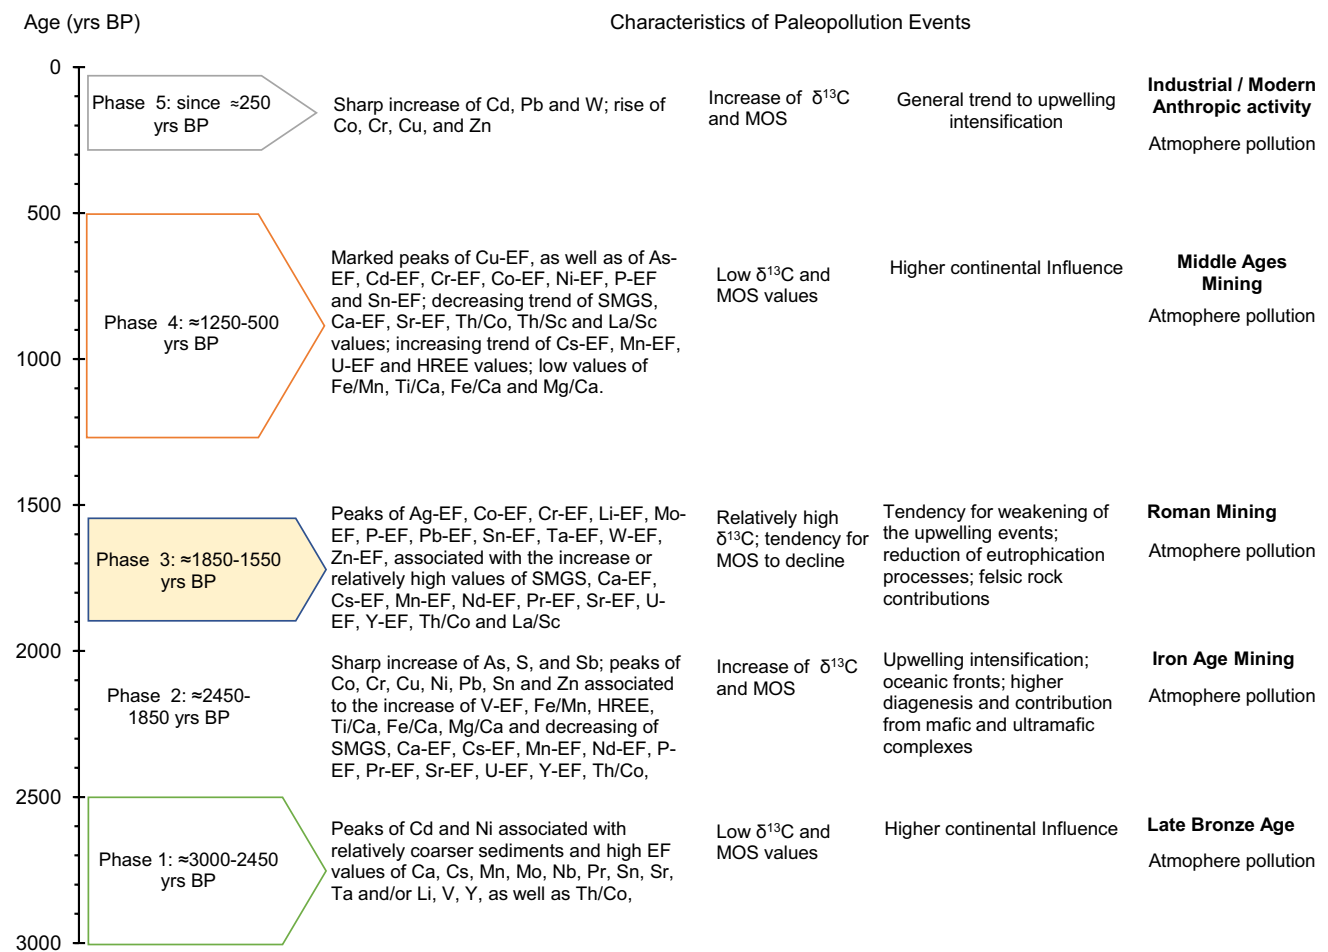 Age (yrs BP)
Characteristics of Paleopollution Events
0
Phase 5: since ≈250
yrs BP
Sharp increase of Cd, Pb and W; rise of
Co, Cr, Cu, and Zn
Increase of δ¹³C
and MOS
General trend to upwelling
intensification
Industrial / Modern
Anthropic activity
Atmophere pollution
500
Phase 4: ≈1250-500
yrs BP
Marked peaks of Cu-EF, as well as of As-
EF, Cd-EF, Cr-EF, Co-EF, Ni-EF, P-EF
and Sn-EF; decreasing trend of SMGS,
Ca-EF, Sr-EF, Th/Co, Th/Sc and La/Sc
values; increasing trend of Cs-EF, Mn-EF,
U-EF and HREE values; low values of
Fe/Mn, Ti/Ca, Fe/Ca and Mg/Ca.
Low δ¹³C and
MOS values
Higher continental Influence
Middle Ages
Mining
Atmophere pollution
1000
1500
Phase 3: ≈1850-1550
yrs BP
Peaks of Ag-EF, Co-EF, Cr-EF, Li-EF, Mo-
EF, P-EF, Pb-EF, Sn-EF, Ta-EF, W-EF,
Zn-EF, associated with the increase or
relatively high values of SMGS, Ca-EF,
Cs-EF, Mn-EF, Nd-EF, Pr-EF, Sr-EF, U-
EF, Y-EF, Th/Co and La/Sc
Relatively high
δ¹³C; tendency for
MOS to decline
Tendency for weakening of
the upwelling events;
reduction of eutrophication
processes; felsic rock
contributions
Roman Mining
Atmophere pollution
2000
Phase 2: ≈2450-
1850 yrs BP
Sharp increase of As, S, and Sb; peaks of
Co, Cr, Cu, Ni, Pb, Sn and Zn associated
to the increase of V-EF, Fe/Mn, HREE,
Ti/Ca, Fe/Ca, Mg/Ca and decreasing of
SMGS, Ca-EF, Cs-EF, Mn-EF, Nd-EF, P-
EF, Pr-EF, Sr-EF, U-EF, Y-EF, Th/Co,
Increase of δ¹³C
and MOS
Upwelling intensification;
oceanic fronts; higher
diagenesis and contribution
from mafic and ultramafic
complexes
Iron Age Mining
Atmophere pollution
2500
Phase 1: ≈3000-2450
yrs BP
Peaks of Cd and Ni associated with
relatively coarser sediments and high EF
values of Ca, Cs, Mn, Mo, Nb, Pr, Sn, Sr,
Ta and/or Li, V, Y, as well as Th/Co,
Low δ¹³C and
MOS values
Higher continental Influence
Late Bronze Age
Atmophere pollution
3000